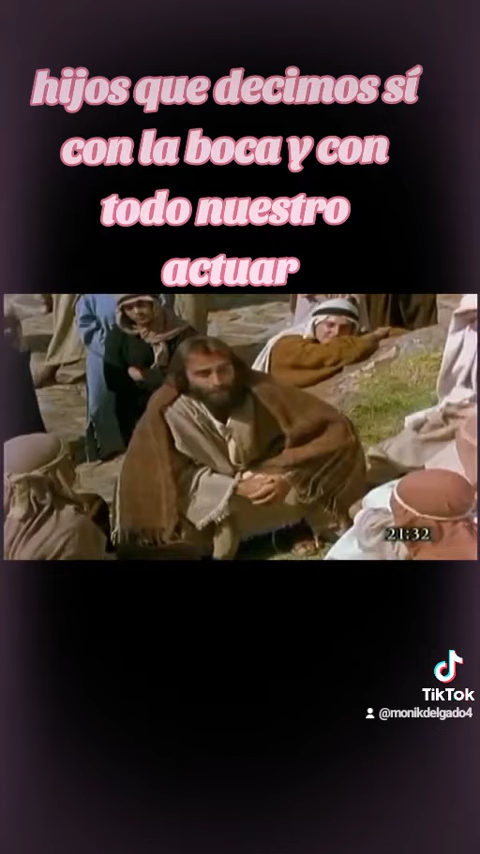 hijos que decimos sí
con la boca y con
todo nuestro
actuar
21:32
TikTok
@monikdelgado4